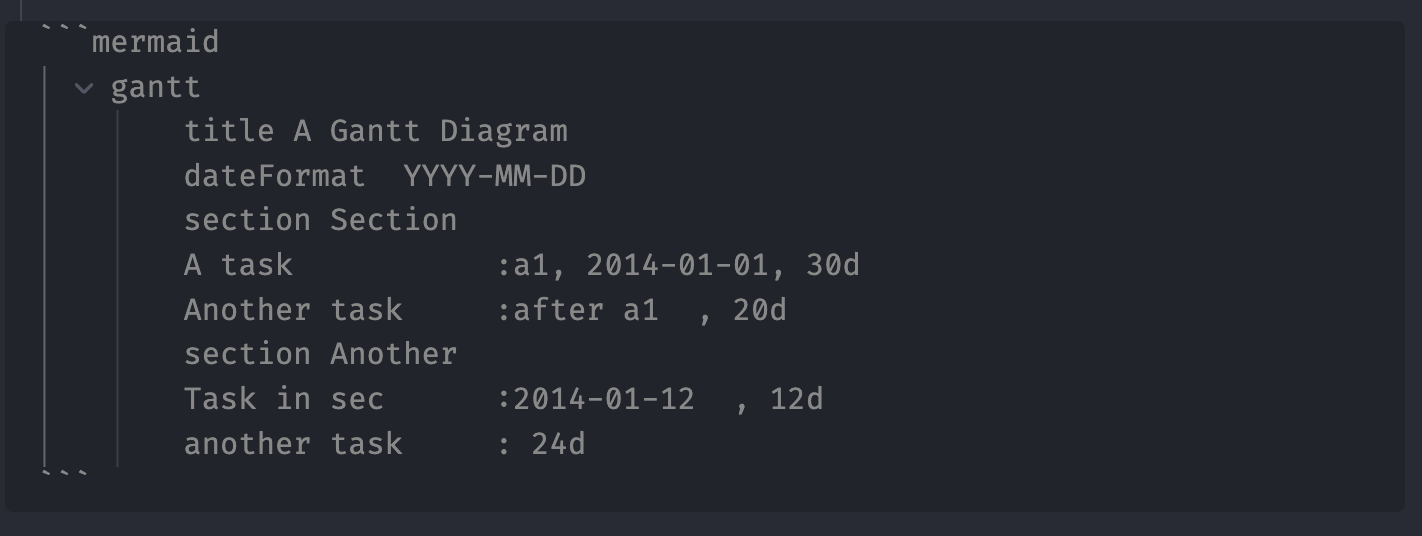 ```mermaid
gantt
title A Gantt Diagram
dateFormat  YYYY-MM-DD
section Section
A task           :a1, 2014-01-01, 30d
Another task     :after a1  , 20d
section Another
Task in sec      :2014-01-12  , 12d
another task     : 24d
```